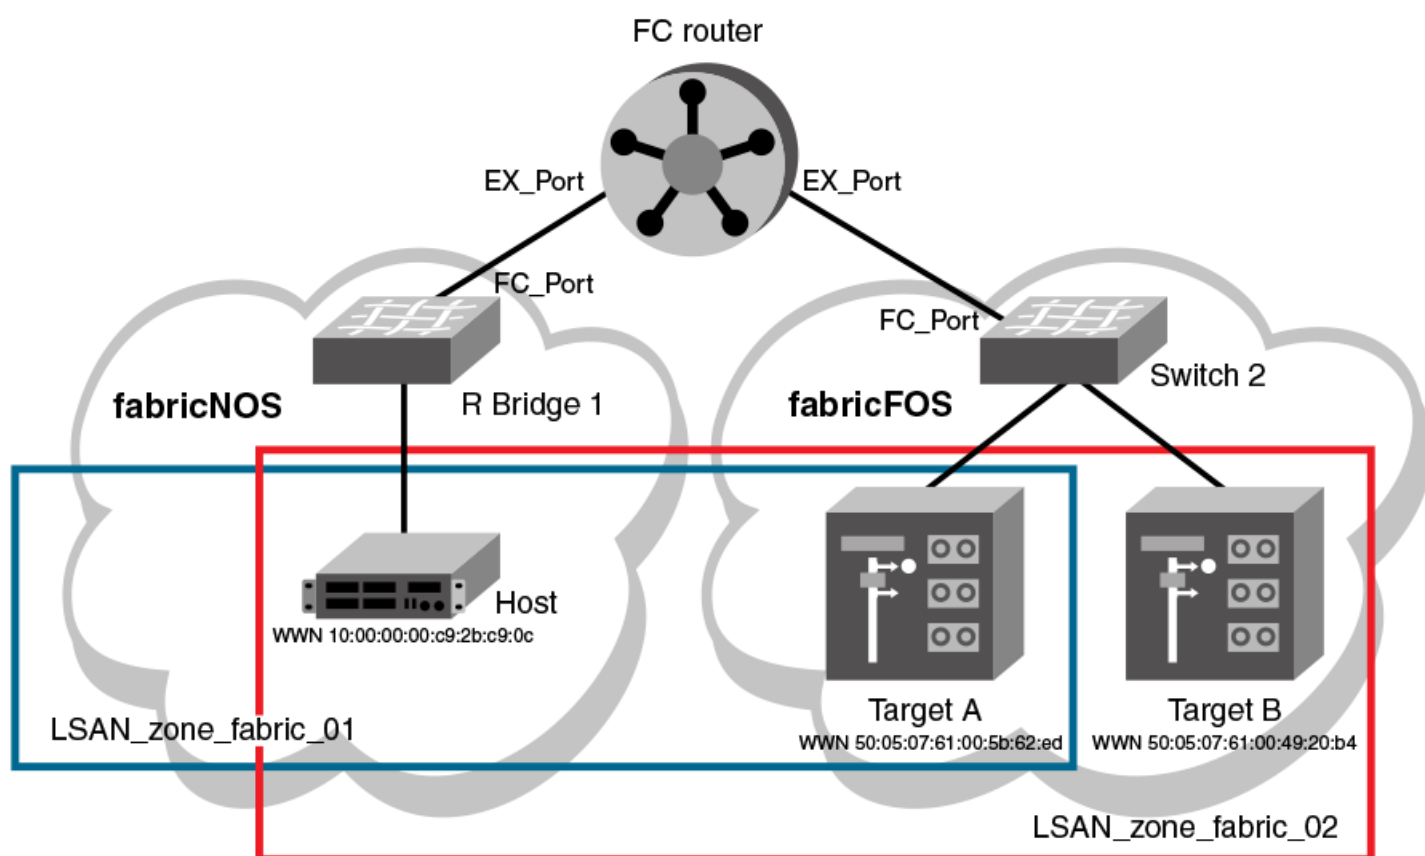 FC router
EX_Port
EX_Port
FC_Port
FC_Port
Switch 2
fabricNOS
R Bridge 1
fabricFOS
Host
WWN 10:00:00:00:c9:2b:c9:0c
Target A
Target B
LSAN_zone_fabric_01
WWN 50:05:07:61:00:5b:62:ed
WWN 50:05:07:61:00:49:20:b4
LSAN_zone_fabric_02